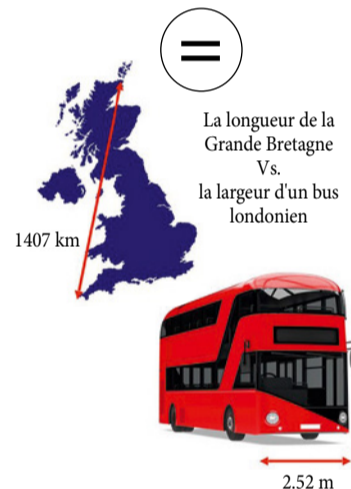 =
La longueur de la
Grande Bretagne
Vs.
la largeur d'un bus
londonien
1407 km
2.52 m